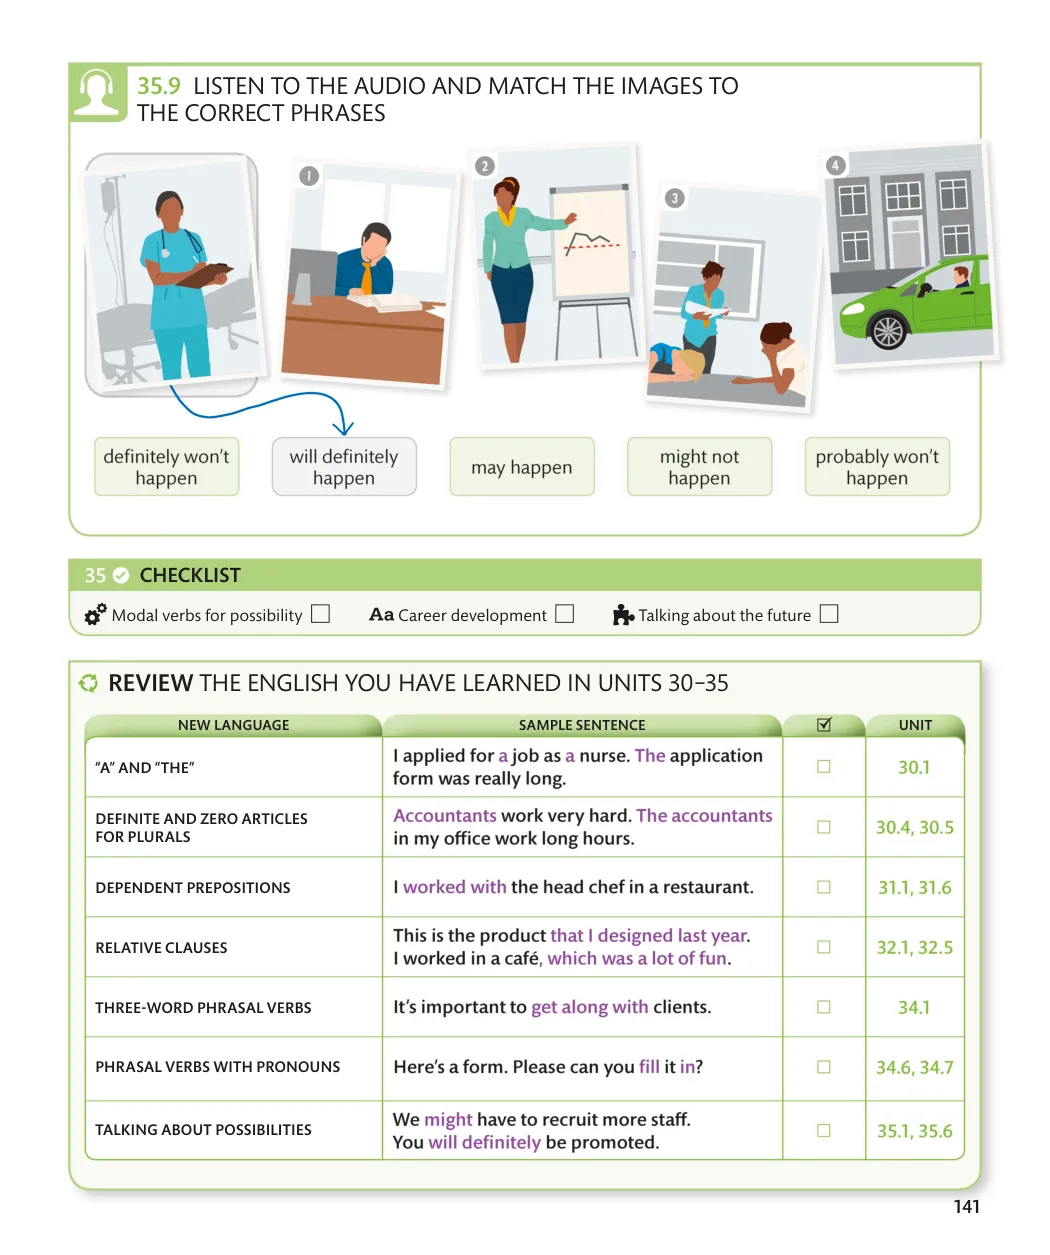 35.9 LISTEN TO THE AUDIO AND MATCH THE IMAGES TO
THE CORRECT PHRASES
1
2
3
4
definitely won’t
happen
will definitely
happen
may happen
might not
happen
probably won’t
happen
35 CHECKLIST
Modal verbs for possibility
Aa Career development
Talking about the future
REVIEW THE ENGLISH YOU HAVE LEARNED IN UNITS 30–35
NEW LANGUAGE
SAMPLE SENTENCE
UNIT
“A” AND “THE”
I applied for a job as a nurse. The application
form was really long.
30.1
DEFINITE AND ZERO ARTICLES
FOR PLURALS
Accountants work very hard. The accountants
in my office work long hours.
30.4, 30.5
DEPENDENT PREPOSITIONS
I worked with the head chef in a restaurant.
31.1, 31.6
RELATIVE CLAUSES
This is the product that I designed last year.
I worked in a café, which was a lot of fun.
32.1, 32.5
THREE-WORD PHRASAL VERBS
It’s important to get along with clients.
34.1
PHRASAL VERBS WITH PRONOUNS
Here’s a form. Please can you fill it in?
34.6, 34.7
TALKING ABOUT POSSIBILITIES
We might have to recruit more staff.
You will definitely be promoted.
35.1, 35.6
141